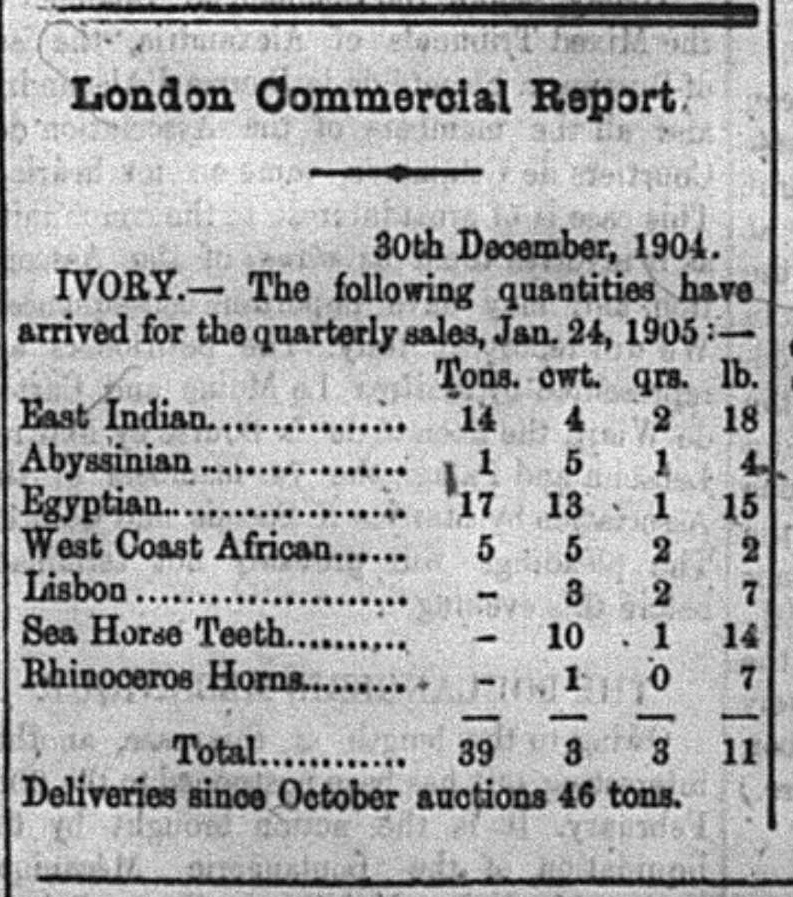 London Commercial Report.
30th December, 1904.
IVORY.— The following quantities have
arrived for the quarterly sales, Jan. 24, 1905 :—
Tons. cwt. qrs. lb.
East Indian................ 14 4 2 18
Abyssinian ................. 1 5 1 4
Egyptian.................... 17 13 1 15
West Coast African...... 5 5 2 2
Lisbon ....................... – 3 2 7
Sea Horse Teeth.......... – 10 1 14
Rhinoceros Horns......... – 1 0 7
Total............ 39 3 3 11
Deliveries since October auctions 46 tons.